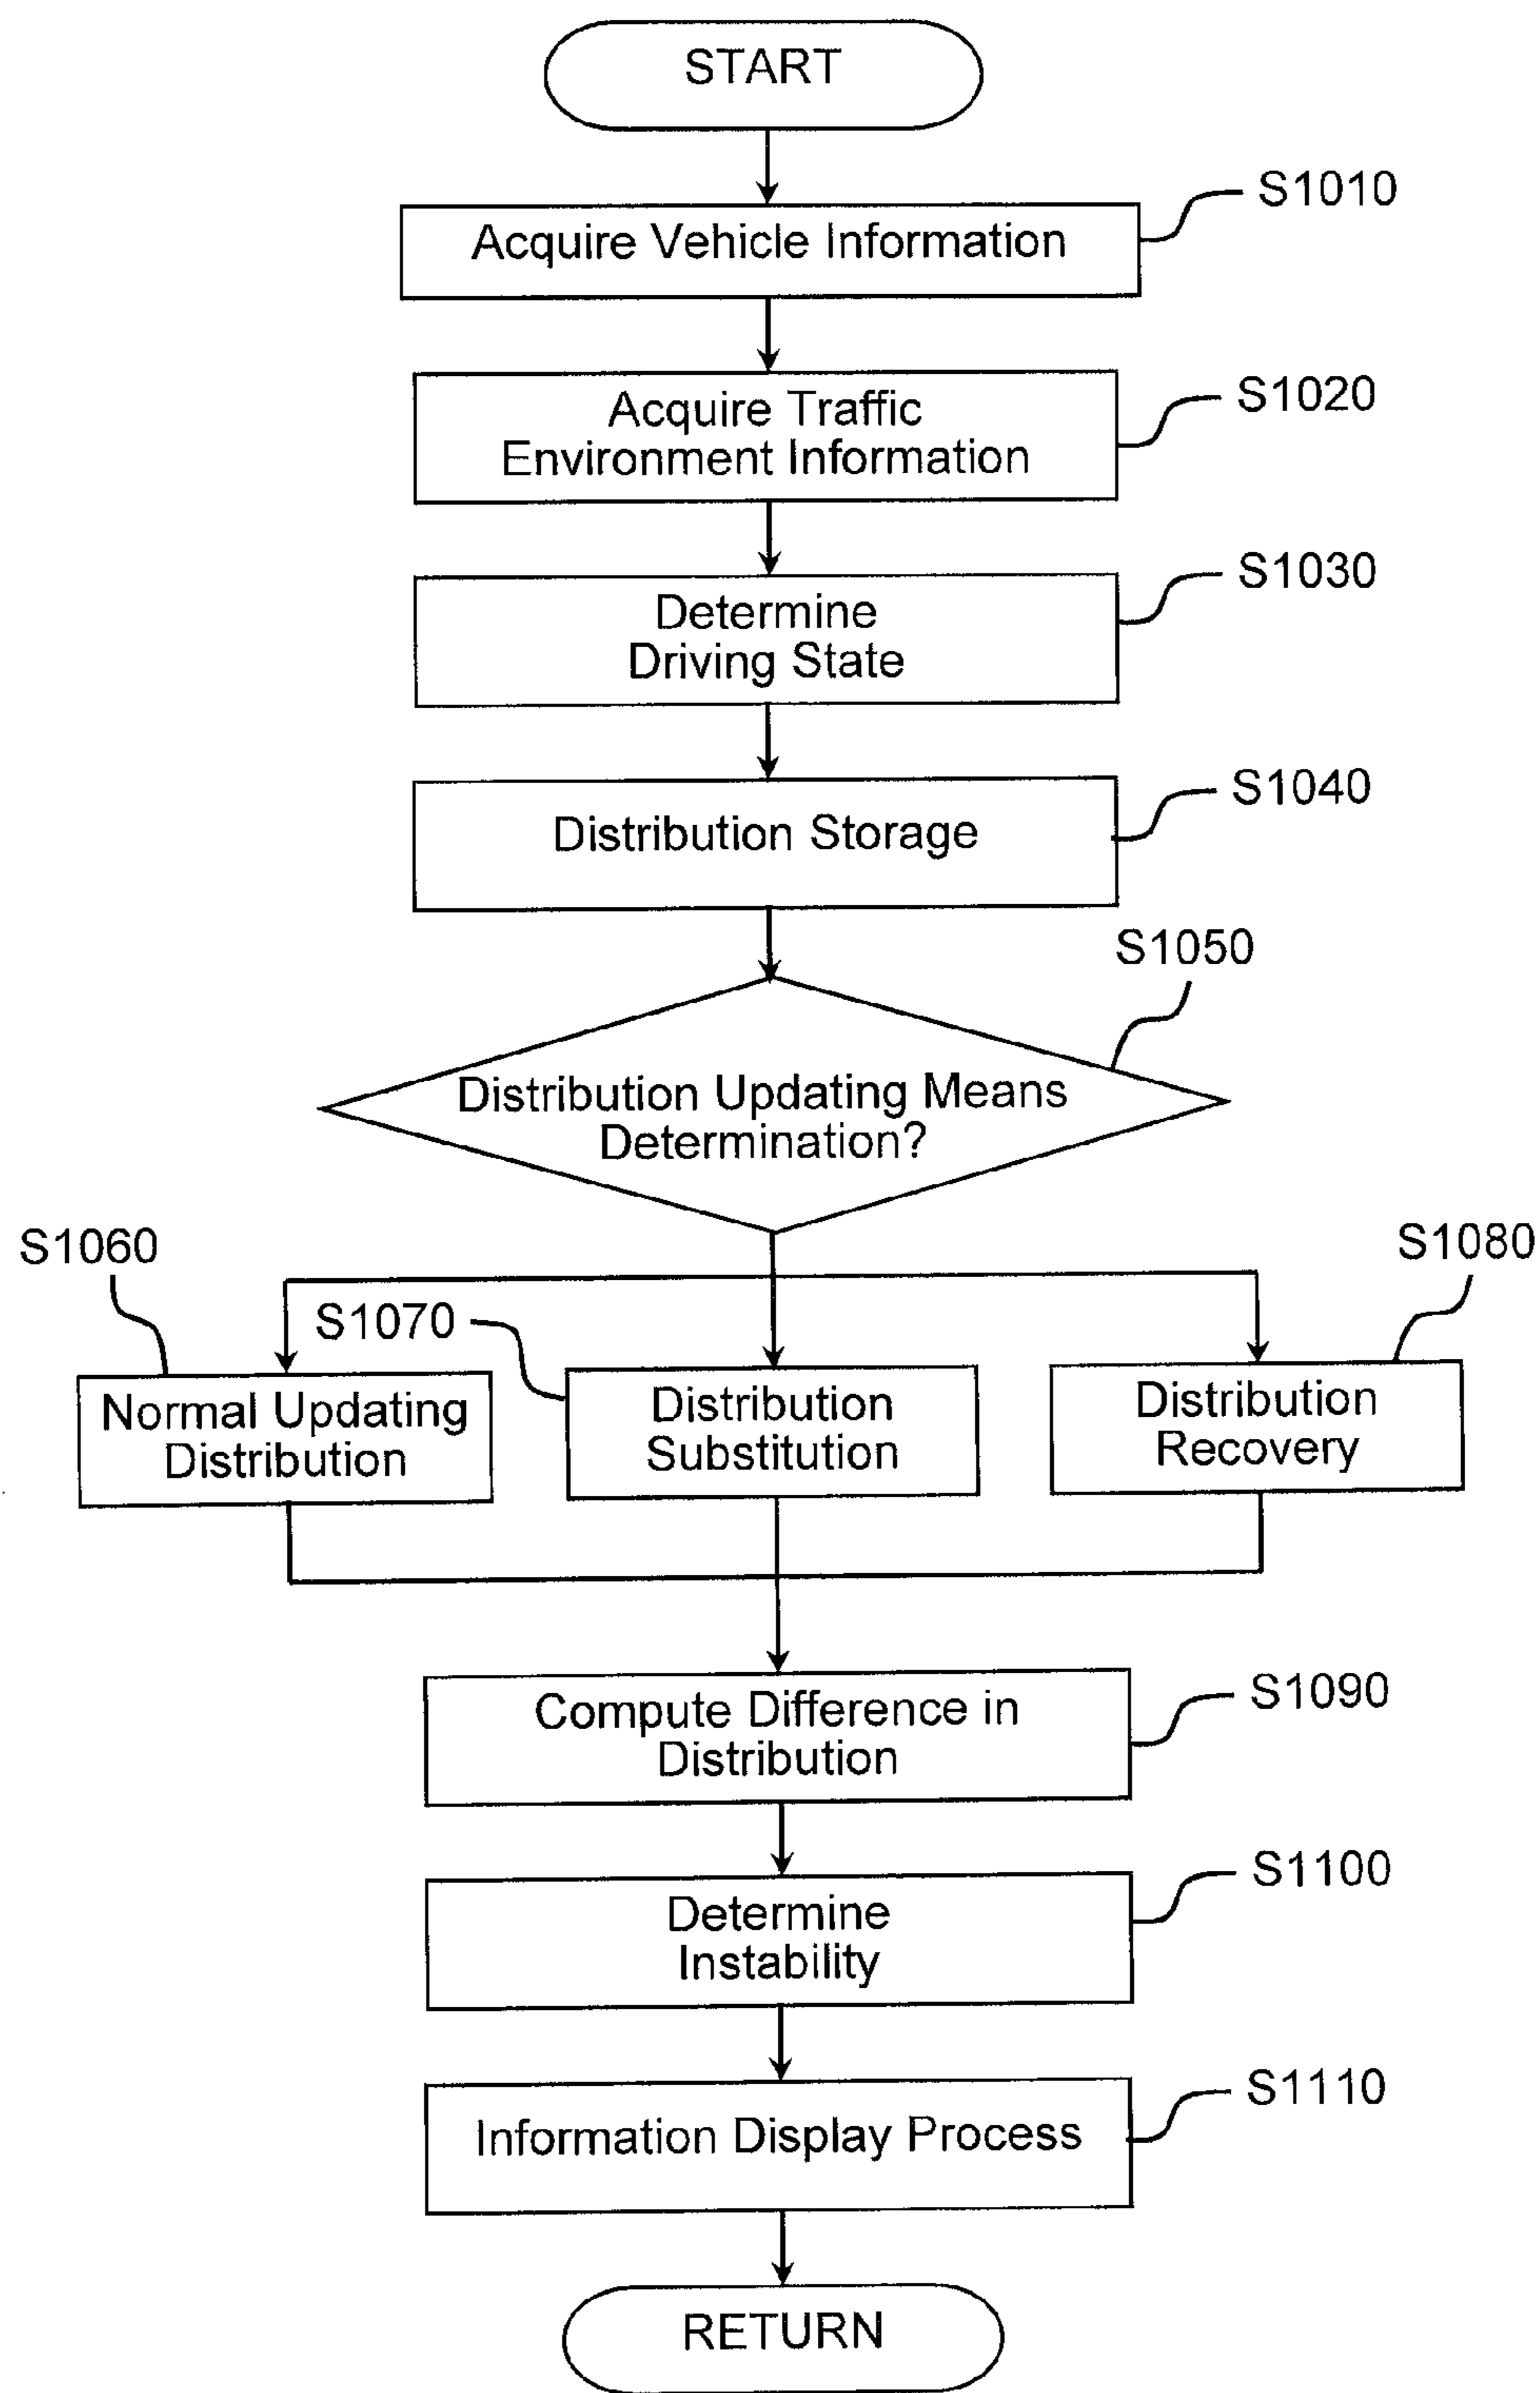 START
S1010
Acquire Vehicle Information
S1020
Acquire Traffic
Environment Information
S1030
Determine
Driving State
S1040
Distribution Storage
S1050
Distribution Updating Means
Determination?
S1060
S1080
S1070
Normal Updating
Distribution
Distribution
Substitution
Distribution
Recovery
S1090
Compute Difference in
Distribution
S1100
Determine
Instability
S1110
Information Display Process
RETURN